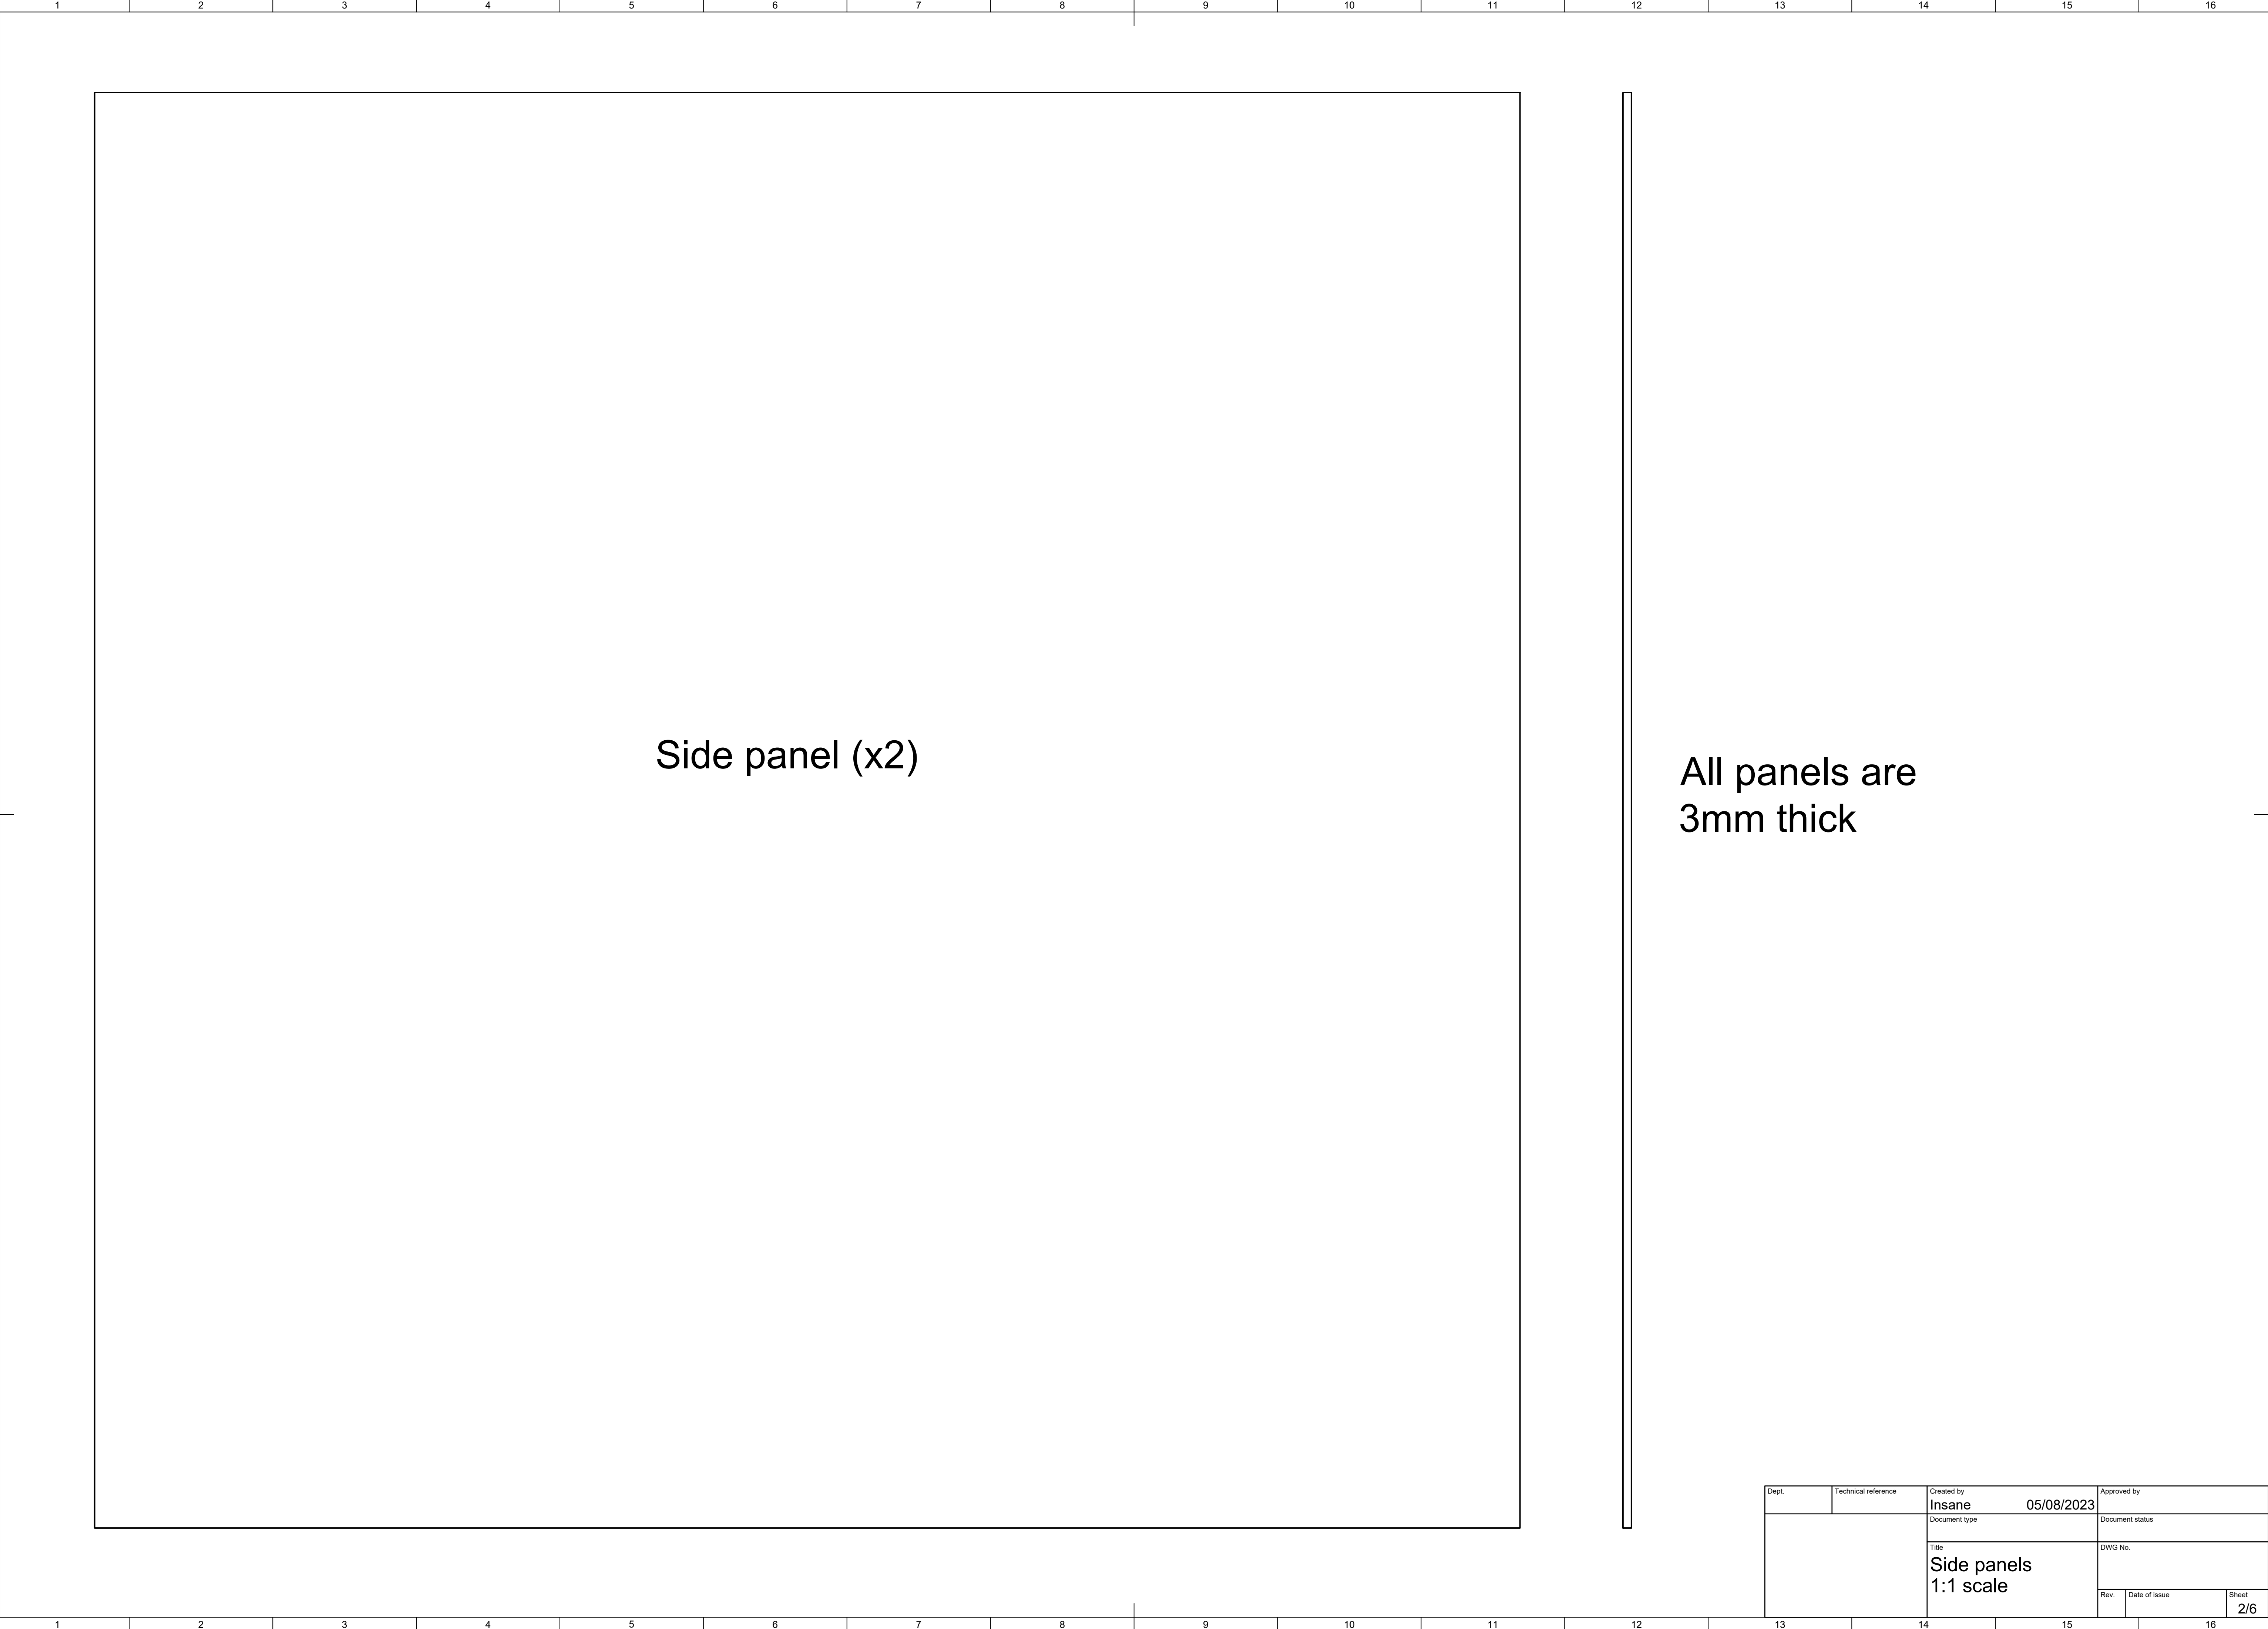 1 2 3 4 5 6 7 8 9 10 11 12 13 14 15 16
Side panel (x2)
All panels are
3mm thick
Dept. Technical reference Created by Approved by
Insane 05/08/2023
Document type Document status
Title DWG No.
Side panels
1:1 scale
Rev. Date of issue Sheet
2/6
1 2 3 4 5 6 7 8 9 10 11 12 13 14 15 16